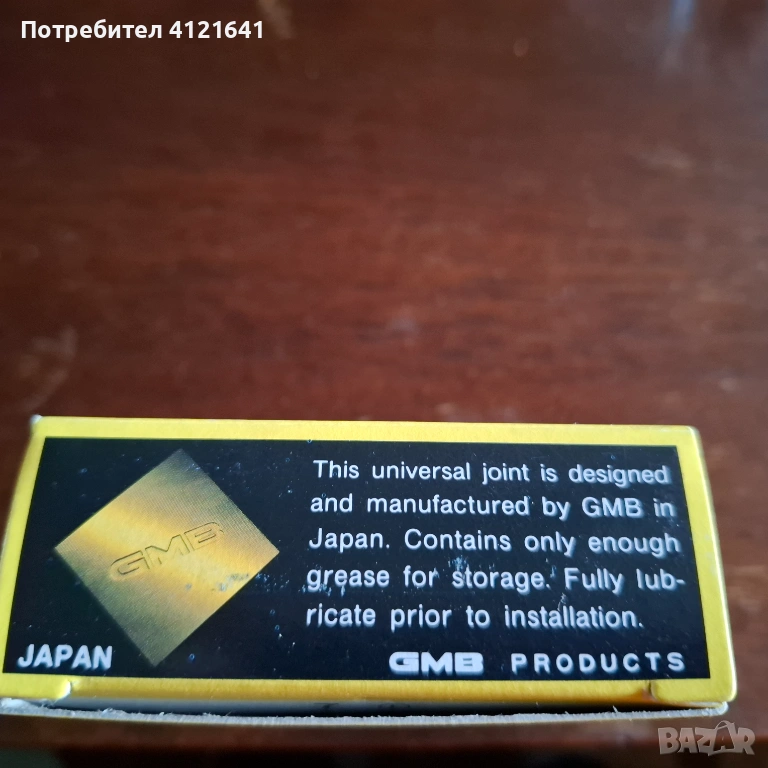 Потребител 4121641
This universal joint is designed
and manufactured by GMB in
Japan. Contains only enough
grease for storage. Fully lub-
ricate prior to installation.
GMB
JAPAN
GMB PRODUCTS
BAZAR